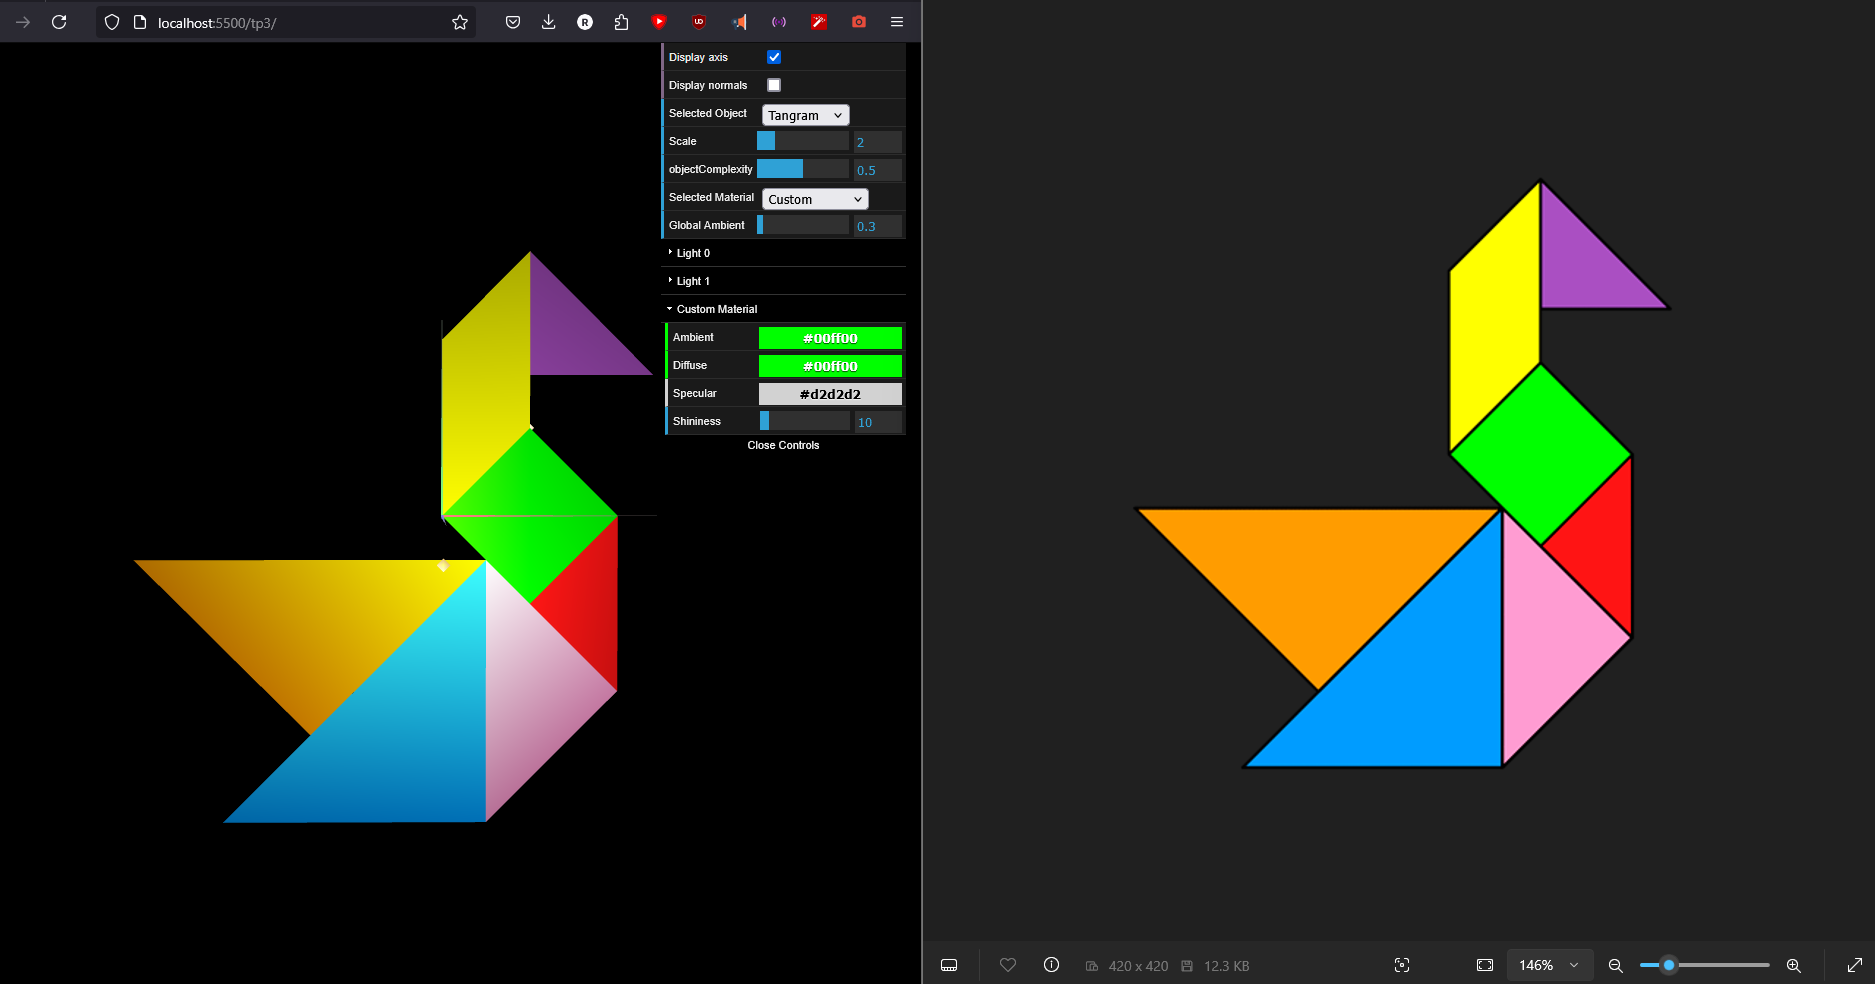 localhost:5500/tp3/
R
UD
Display axis
Display normals
Selected Object Tangram
Scale 2
objectComplexity 0.5
Selected Material Custom
Global Ambient 0.3
Light 0
Light 1
Custom Material
Ambient #00ff00
Diffuse #00ff00
Specular #d2d2d2
Shininess 10
Close Controls
420 x 420 12.3 KB 146%